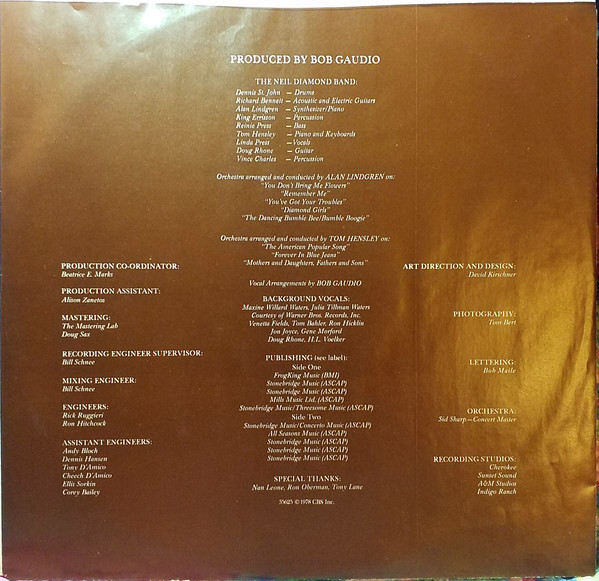 PRODUCED BY BOB GAUDIO
THE NEIL DIAMOND BAND:
Dennis St. John — Drums
Richard Bennett — Acoustic and Electric Guitars
Alan Lindgren — Synthesizer/Piano
King Errisson — Percussion
Reinie Press — Bass
Tom Hensley — Piano and Keyboards
Linda Press — Vocals
Doug Rhone — Guitar
Vince Charles — Percussion
Orchestra arranged and conducted by ALAN LINDGREN on:
"You Don't Bring Me Flowers"
"Remember Me"
"You've Got Your Troubles"
"Diamond Girls"
"The Dancing Bumble Bee/Bumble Boogie"
Orchestra arranged and conducted by TOM HENSLEY on:
"The American Popular Song"
"Forever In Blue Jeans"
"Mothers and Daughters, Fathers and Sons"
Vocal Arrangements by BOB GAUDIO
BACKGROUND VOCALS:
Maxine Willard Waters, Julia Tillman Waters
Courtesy of Warner Bros. Records, Inc.
Venetta Fields, Tom Bahler, Ron Hicklin
Jon Joyce, Gene Morford
Doug Rhone, H.L. Voelker
PUBLISHING (see label):
Side One
FrogKing Music (BMI)
Stonebridge Music (ASCAP)
Stonebridge Music (ASCAP)
Mills Music Ltd. (ASCAP)
Stonebridge Music/Threesome Music (ASCAP)
Side Two
Stonebridge Music/Concerto Music (ASCAP)
All Seasons Music (ASCAP)
Stonebridge Music (ASCAP)
Stonebridge Music (ASCAP)
Stonebridge Music (ASCAP)
SPECIAL THANKS:
Nan Leone, Ron Oberman, Tony Lane
35625 © 1978 CBS Inc.
PRODUCTION CO-ORDINATOR:
Beatrice E. Marks
PRODUCTION ASSISTANT:
Alison Zanetos
MASTERING:
The Mastering Lab
Doug Sax
RECORDING ENGINEER SUPERVISOR:
Bill Schnee
MIXING ENGINEER:
Bill Schnee
ENGINEERS:
Rick Ruggieri
Ron Hitchcock
ASSISTANT ENGINEERS:
Andy Bloch
Dennis Hansen
Tony D'Amico
Cheech D'Amico
Ellis Sorkin
Corey Bailey
ART DIRECTION AND DESIGN:
David Kirschner
PHOTOGRAPHY:
Tom Bert
LETTERING:
Bob Maile
ORCHESTRA:
Sid Sharp—Concert Master
RECORDING STUDIOS:
Cherokee
Sunset Sound
A&M Studios
Indigo Ranch